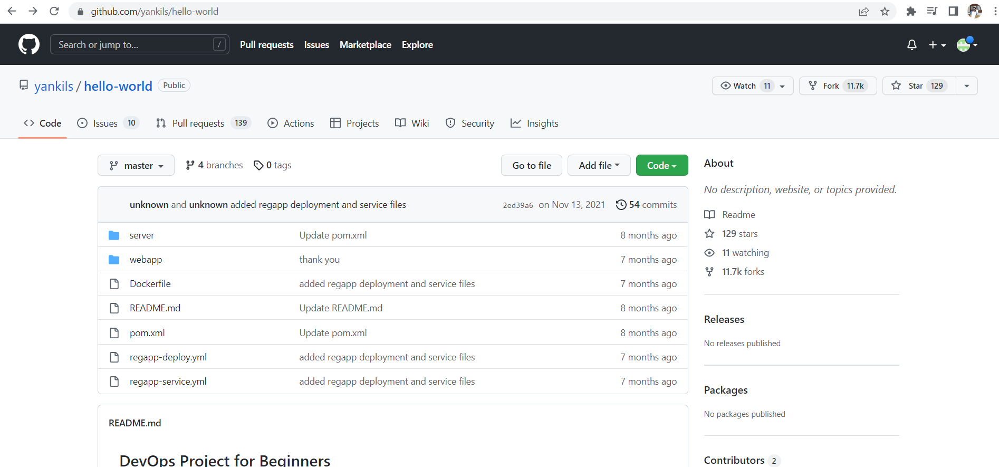 github.com/yankils/hello-world
Search or jump to... /
Pull requests Issues Marketplace Explore
yankils / hello-world Public
Watch 11 Fork 11.7k Star 129
Code Issues 10 Pull requests 139 Actions Projects Wiki Security Insights
master 4 branches 0 tags Go to file Add file Code
unknown and unknown added regapp deployment and service files 2ed39a6 on Nov 13, 2021 54 commits
server Update pom.xml 8 months ago
webapp thank you 7 months ago
Dockerfile added regapp deployment and service files 7 months ago
README.md Update README.md 8 months ago
pom.xml Update pom.xml 8 months ago
regapp-deploy.yml added regapp deployment and service files 7 months ago
regapp-service.yml added regapp deployment and service files 7 months ago
README.md
DevOps Project for Beginners
About
No description, website, or topics provided.
Readme
129 stars
11 watching
11.7k forks
Releases
No releases published
Packages
No packages published
Contributors 2